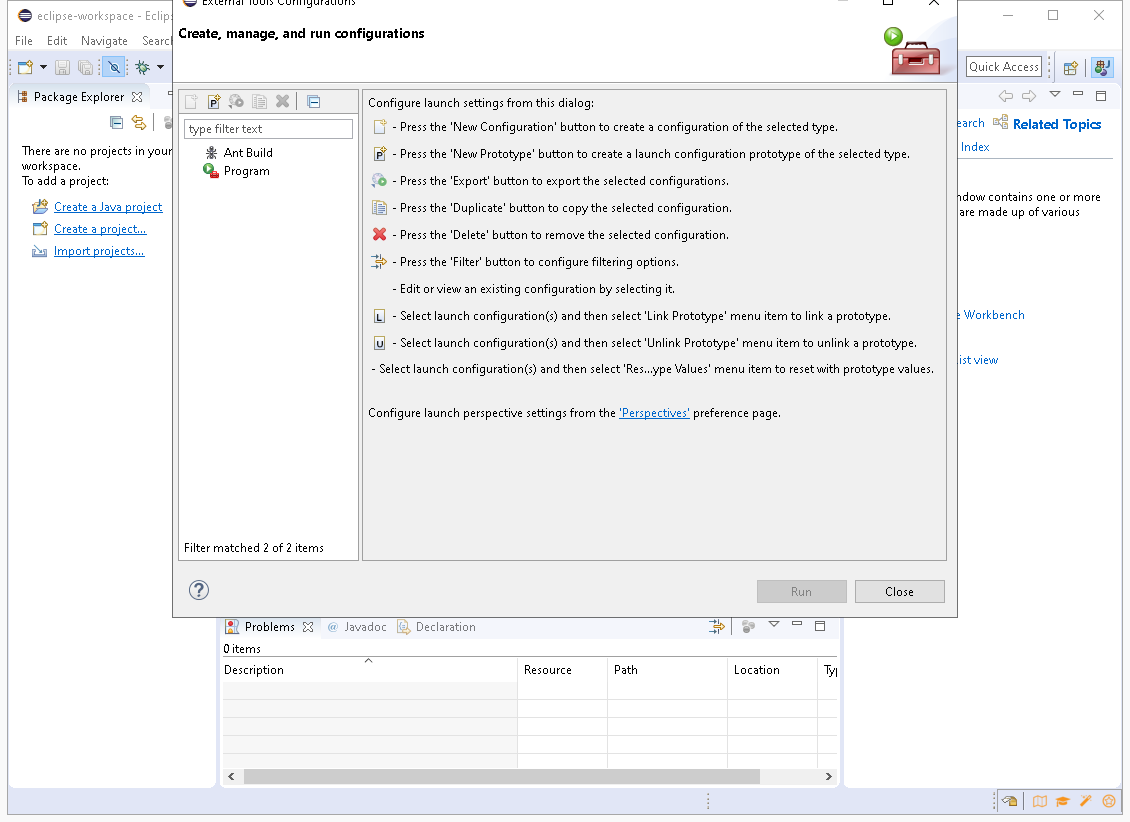 eclipse-workspace - Eclips
External Tools Configurations
File Edit Navigate Search
Create, manage, and run configurations
Quick Access
Package Explorer
There are no projects in your
workspace.
To add a project:
Create a Java project
Create a project...
Import projects...
type filter text
Ant Build
Program
Filter matched 2 of 2 items
Configure launch settings from this dialog:
- Press the 'New Configuration' button to create a configuration of the selected type.
P - Press the 'New Prototype' button to create a launch configuration prototype of the selected type.
- Press the 'Export' button to export the selected configurations.
- Press the 'Duplicate' button to copy the selected configuration.
- Press the 'Delete' button to remove the selected configuration.
- Press the 'Filter' button to configure filtering options.
- Edit or view an existing configuration by selecting it.
L - Select launch configuration(s) and then select 'Link Prototype' menu item to link a prototype.
U - Select launch configuration(s) and then select 'Unlink Prototype' menu item to unlink a prototype.
- Select launch configuration(s) and then select 'Res...ype Values' menu item to reset with prototype values.
Configure launch perspective settings from the 'Perspectives' preference page.
Run Close
earch Related Topics
Index
ndow contains one or more
are made up of various
e Workbench
ist view
Problems @ Javadoc Declaration
0 items
Description Resource Path Location Ty